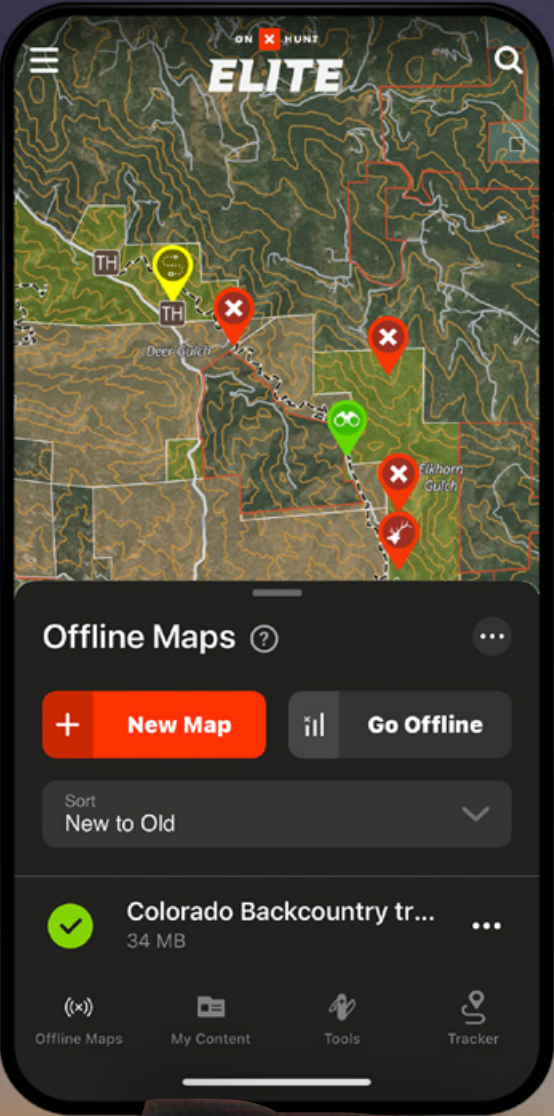 ON X HUNT
ELITE
TH
TH
Deer Gulch
Elkhorn
Gulch
Offline Maps ?
New Map
Go Offline
Sort
New to Old
Colorado Backcountry tr...
34 MB
Offline Maps
My Content
Tools
Tracker